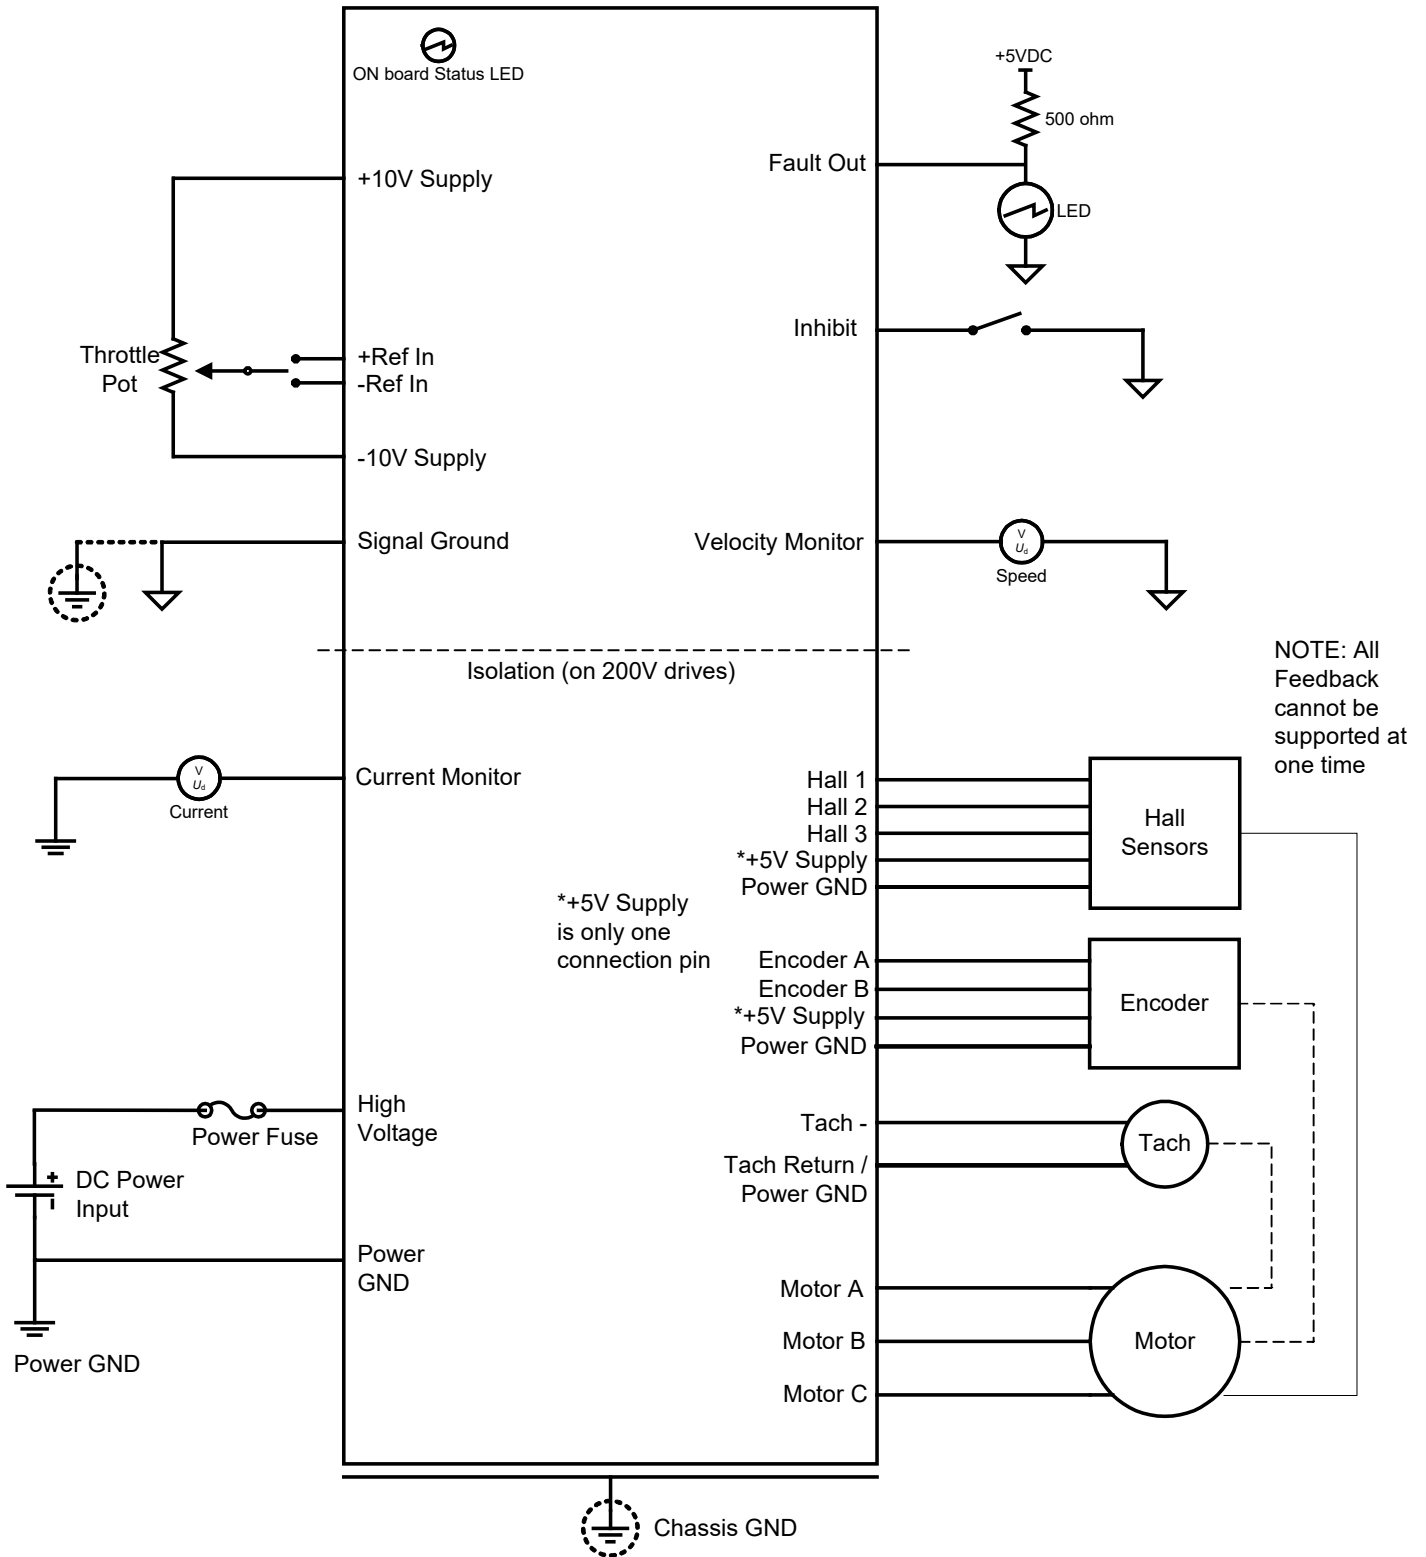 ON board Status LED
+5VDC
500 ohm
Fault Out
LED
+10V Supply
Inhibit
Throttle
Pot
+Ref In
-Ref In
-10V Supply
Signal Ground
Velocity Monitor
V
Ud
Speed
Isolation (on 200V drives)
NOTE: All
Feedback
cannot be
supported at
one time
V
Ud
Current
Current Monitor
Hall 1
Hall 2
Hall 3
*+5V Supply
Power GND
Hall
Sensors
*+5V Supply
is only one
connection pin
Encoder A
Encoder B
*+5V Supply
Power GND
Encoder
High
Voltage
Power Fuse
DC Power
Input
Tach -
Tach Return /
Power GND
Tach
Power
GND
Power GND
Motor A
Motor B
Motor C
Motor
Chassis GND